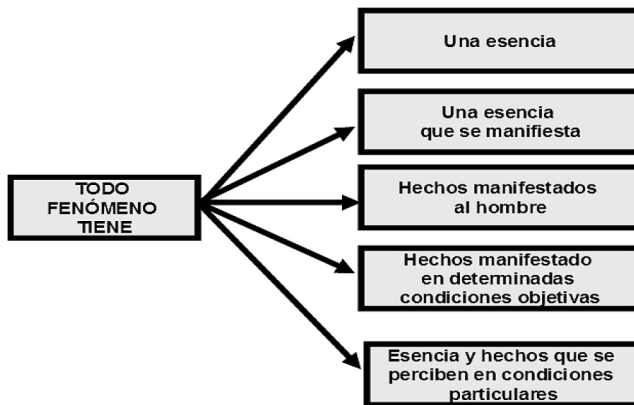 TODO
FENÓMENO
TIENE
Una esencia
Una esencia
que se manifiesta
Hechos manifestados
al hombre
Hechos manifestado
en determinadas
condiciones objetivas
Esencia y hechos que se
perciben en condiciones
particulares